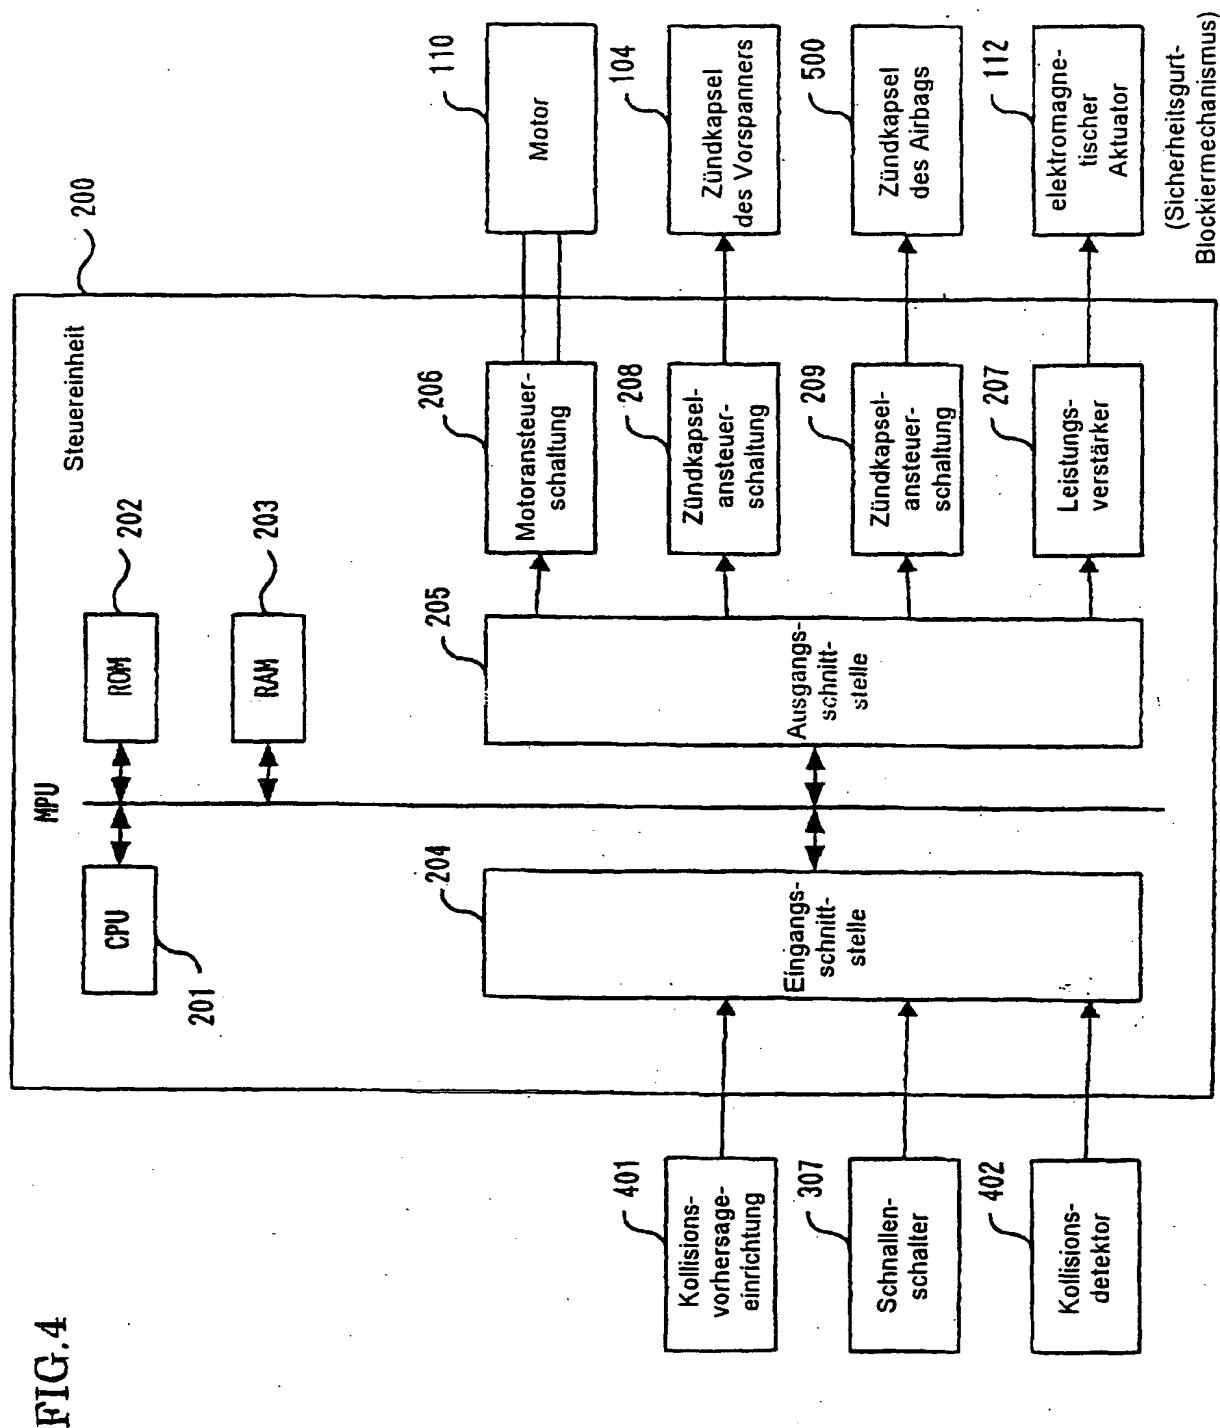 FIG.4
200
Steuereinheit
MPU
CPU
201
ROM
202
RAM
203
204
Eingangs-
schnitt-
stelle
205
Ausgangs-
schnitt-
stelle
401
Kollisions-
vorhersage-
einrichtung
307
Schnallen-
schalter
402
Kollisions-
detektor
206
Motoransteuer-
schaltung
208
Zündkapsel-
ansteuer-
schaltung
209
Zündkapsel-
ansteuer-
schaltung
207
Leistungs-
verstärker
110
Motor
104
Zündkapsel
des Vorspanners
500
Zündkapsel
des Airbags
112
elektromagne-
tischer
Aktuator
(Sicherheitsgurt-
Blockiermechanismus)